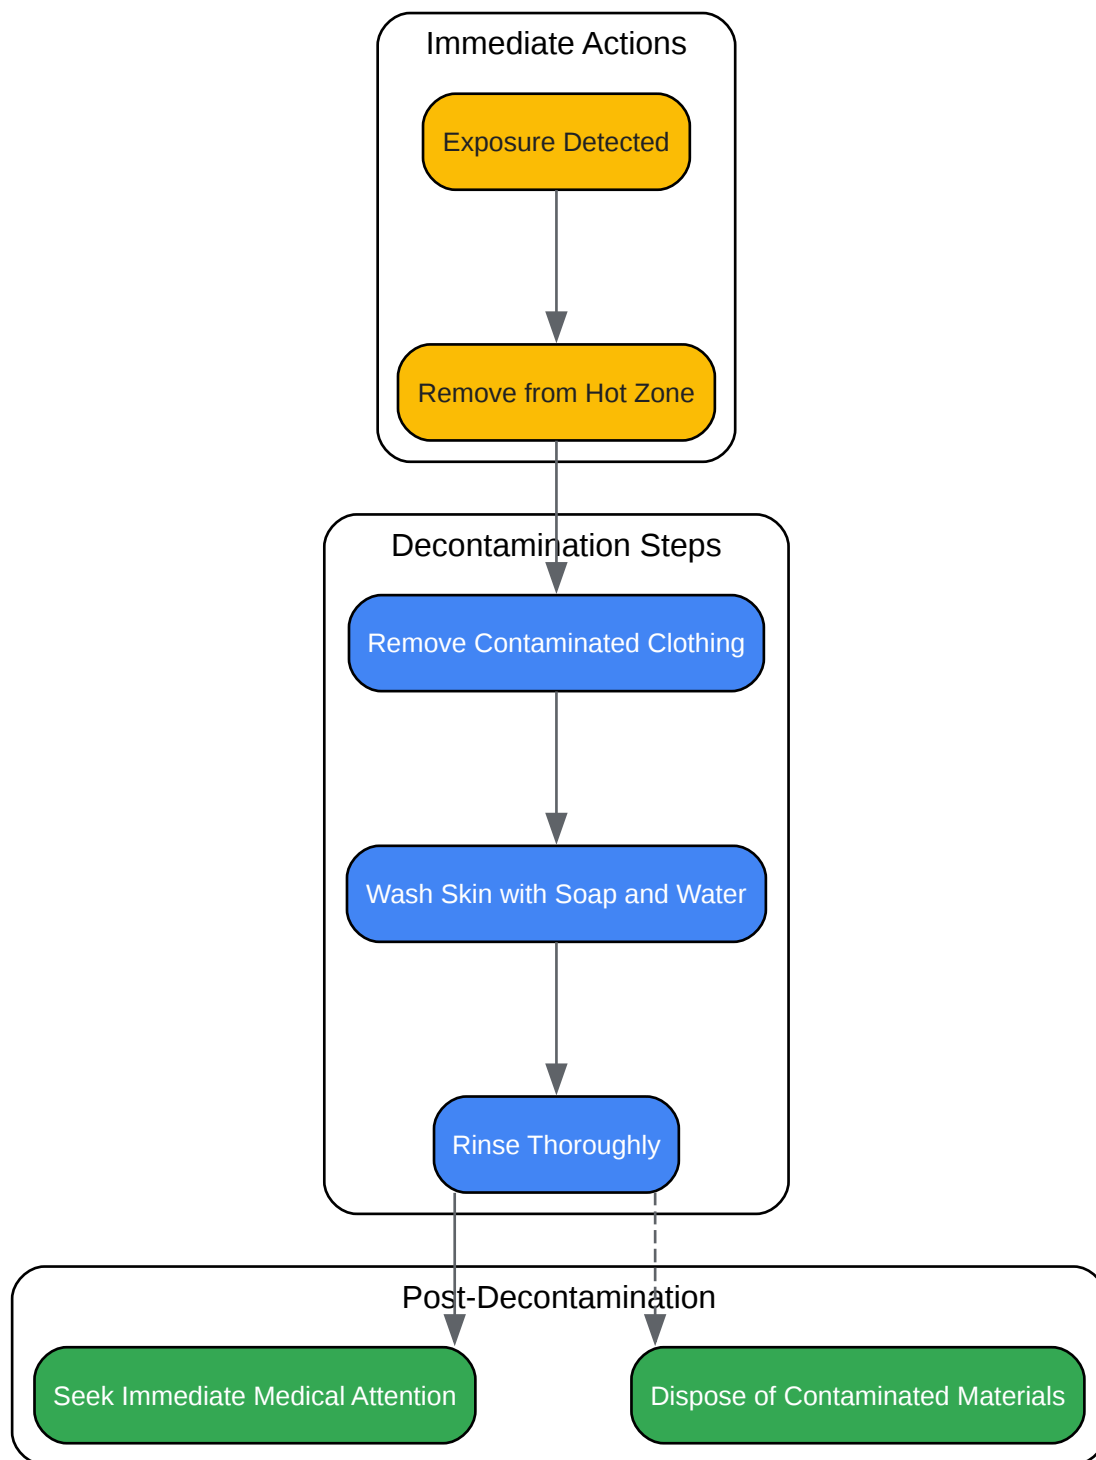 Immediate Actions
Exposure Detected
Remove from Hot Zone
Decontamination Steps
Remove Contaminated Clothing
Wash Skin with Soap and Water
Rinse Thoroughly
Post-Decontamination
Seek Immediate Medical Attention
Dispose of Contaminated Materials